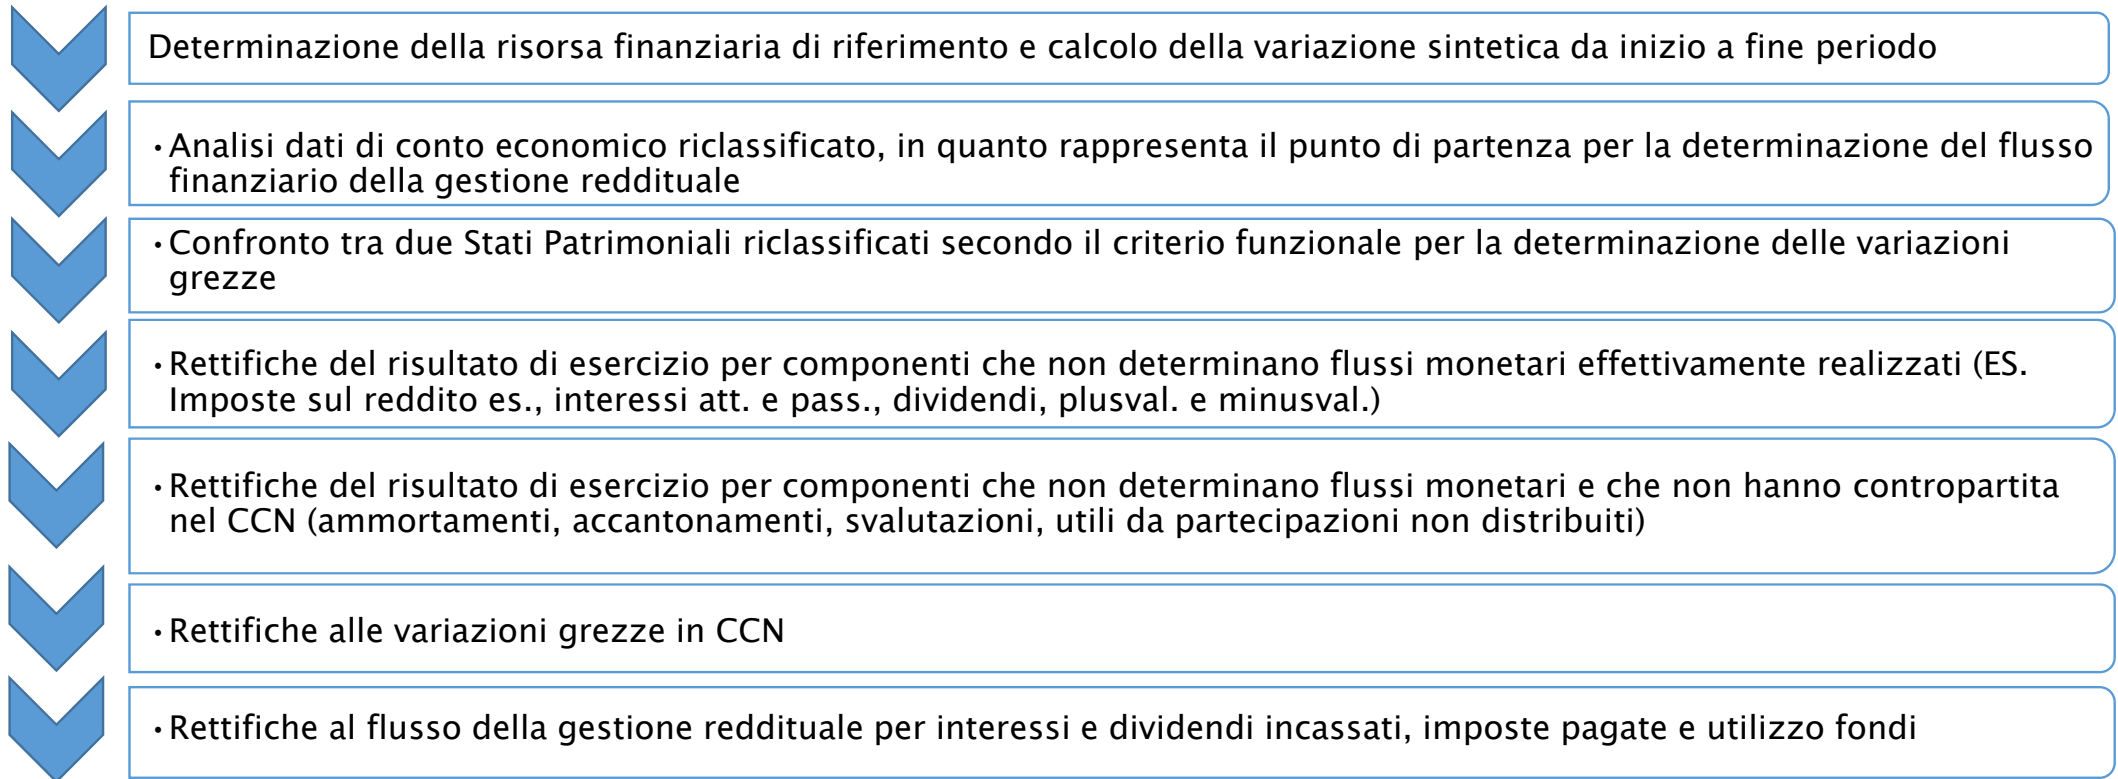 Determinazione della risorsa finanziaria di riferimento e calcolo della variazione sintetica da inizio a fine periodo
•Analisi dati di conto economico riclassificato, in quanto rappresenta il punto di partenza per la determinazione del flusso
finanziario della gestione reddituale
•Confronto tra due Stati Patrimoniali riclassificati secondo il criterio funzionale per la determinazione delle variazioni
grezze
•Rettifiche del risultato di esercizio per componenti che non determinano flussi monetari effettivamente realizzati (ES.
Imposte sul reddito es., interessi att. e pass., dividendi, plusval. e minusval.)
•Rettifiche del risultato di esercizio per componenti che non determinano flussi monetari e che non hanno contropartita
nel CCN (ammortamenti, accantonamenti, svalutazioni, utili da partecipazioni non distribuiti)
•Rettifiche alle variazioni grezze in CCN
•Rettifiche al flusso della gestione reddituale per interessi e dividendi incassati, imposte pagate e utilizzo fondi